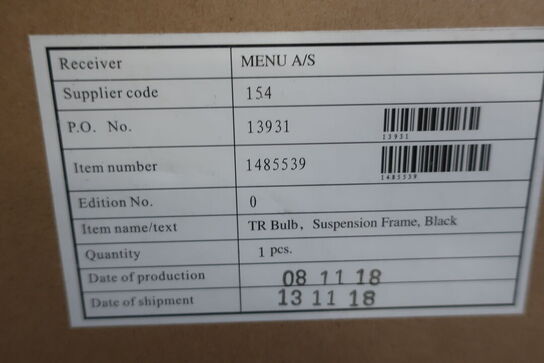 Receiver MENU A/S
Supplier code 154
P.O. No. 13931
13931
Item number 1485539
1485539
Edition No. 0
Item name/text TR Bulb, Suspension Frame, Black
Quantity 1 pcs.
Date of production 08 11 18
Date of shipment 13 11 18